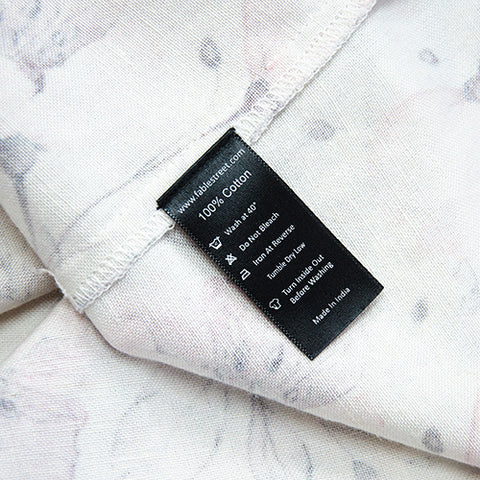 www.fablestreet.com
100% Cotton
Wash at 40°
Do Not Bleach
Iron At Reverse
Tumble Dry Low
Turn Inside Out
Before Washing
Made In India